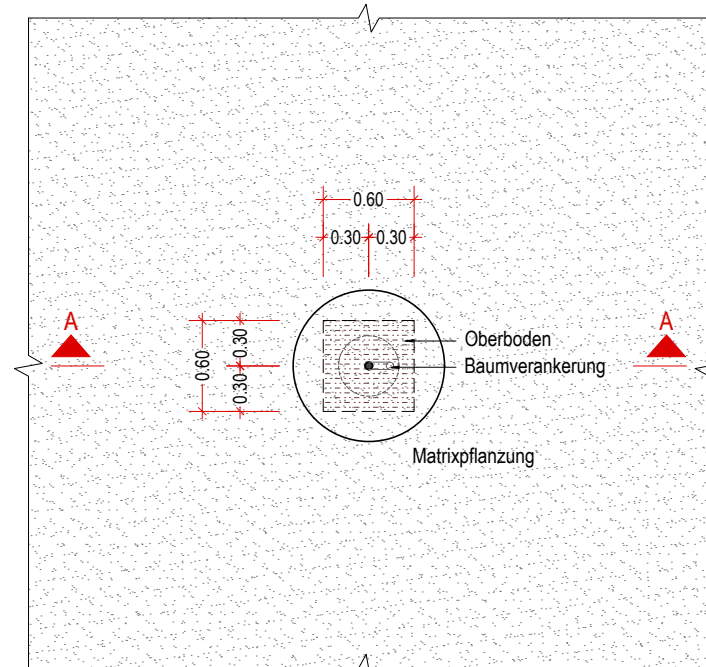 0.60
0.30 0.30
A
A
0.60
0.30
0.30
Oberboden
Baumverankerung
Matrixpflanzung